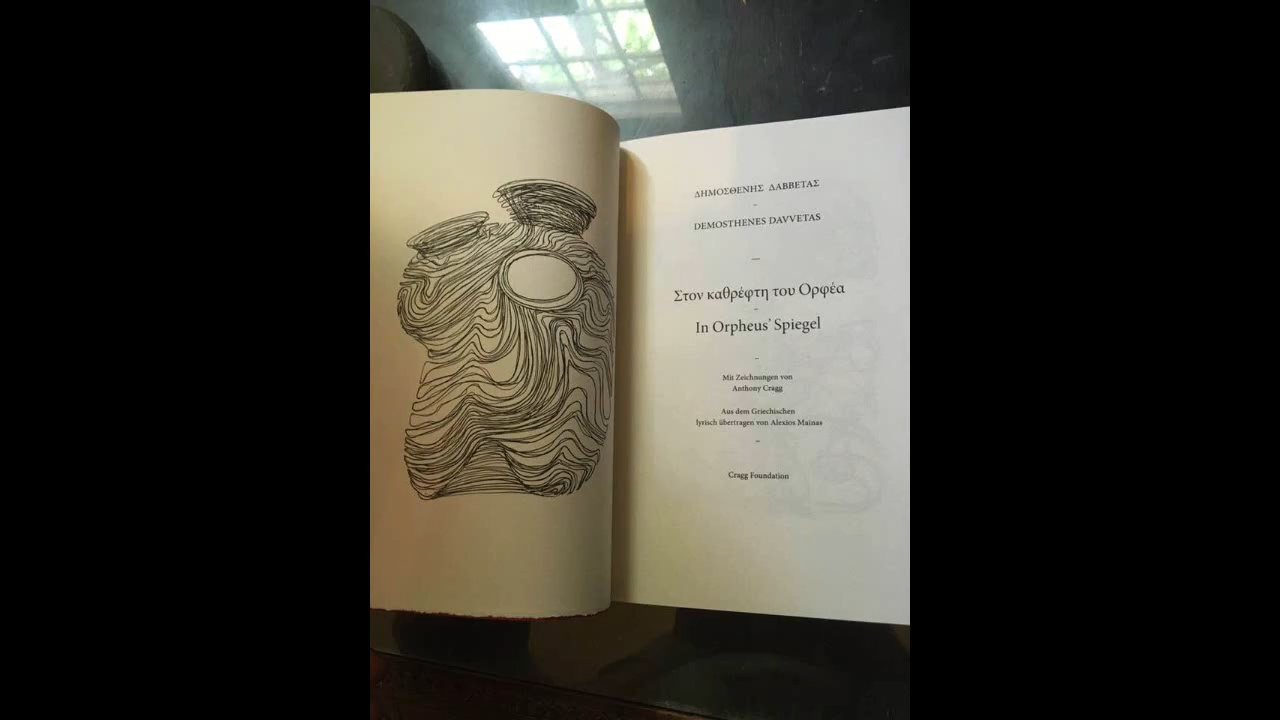 ΔΗΜΟΣΘΕΝΗΣ ΔΑΒΒΕΤΑΣ
–
DEMOSTHENES DAVVETAS
—
Στον καθρέφτη του Ορφέα
–
In Orpheus’ Spiegel
–
Mit Zeichnungen von
Anthony Cragg
Aus dem Griechischen
lyrisch übertragen von Alexios Mainas
–
Cragg Foundation